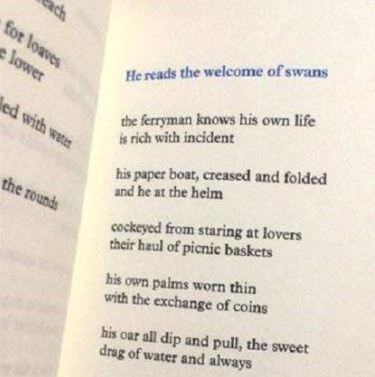 each
for loaves
lower
led with water
the rounds
He reads the welcome of swans
the ferryman knows his own life
is rich with incident
his paper boat, creased and folded
and he at the helm
cockeyed from staring at lovers
their haul of picnic baskets
his own palms worn thin
with the exchange of coins
his oar all dip and pull, the sweet
drag of water and always